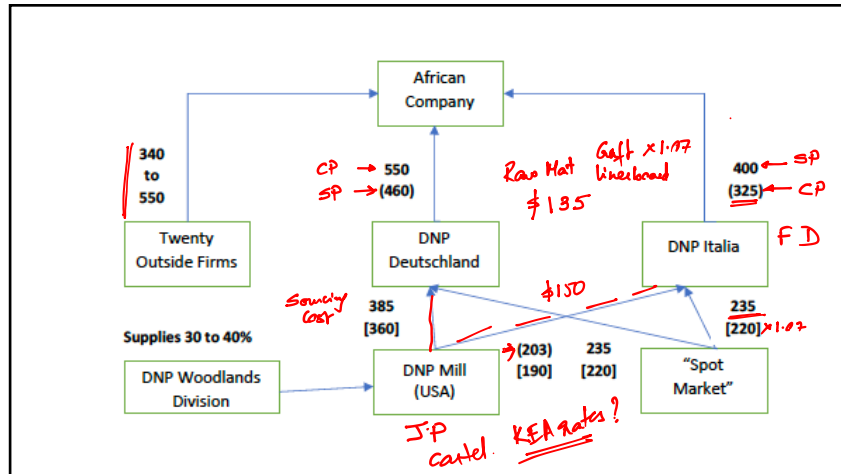 African
Company
340
to
550
CP → 550
SP → (460)
Raw Mat
$135
×1.07
linerboard
400 ← SP
(325) ← CP
Twenty
Outside Firms
DNP
Deutschland
DNP Italia
F D
Sourcing
Cost
385
[360]
$150
235
[220] ×1.07
Supplies 30 to 40%
→ (203)
[190]
235
[220]
DNP Woodlands
Division
DNP Mill
(USA)
"Spot
Market"
J.P
Cartel. KEA rates?